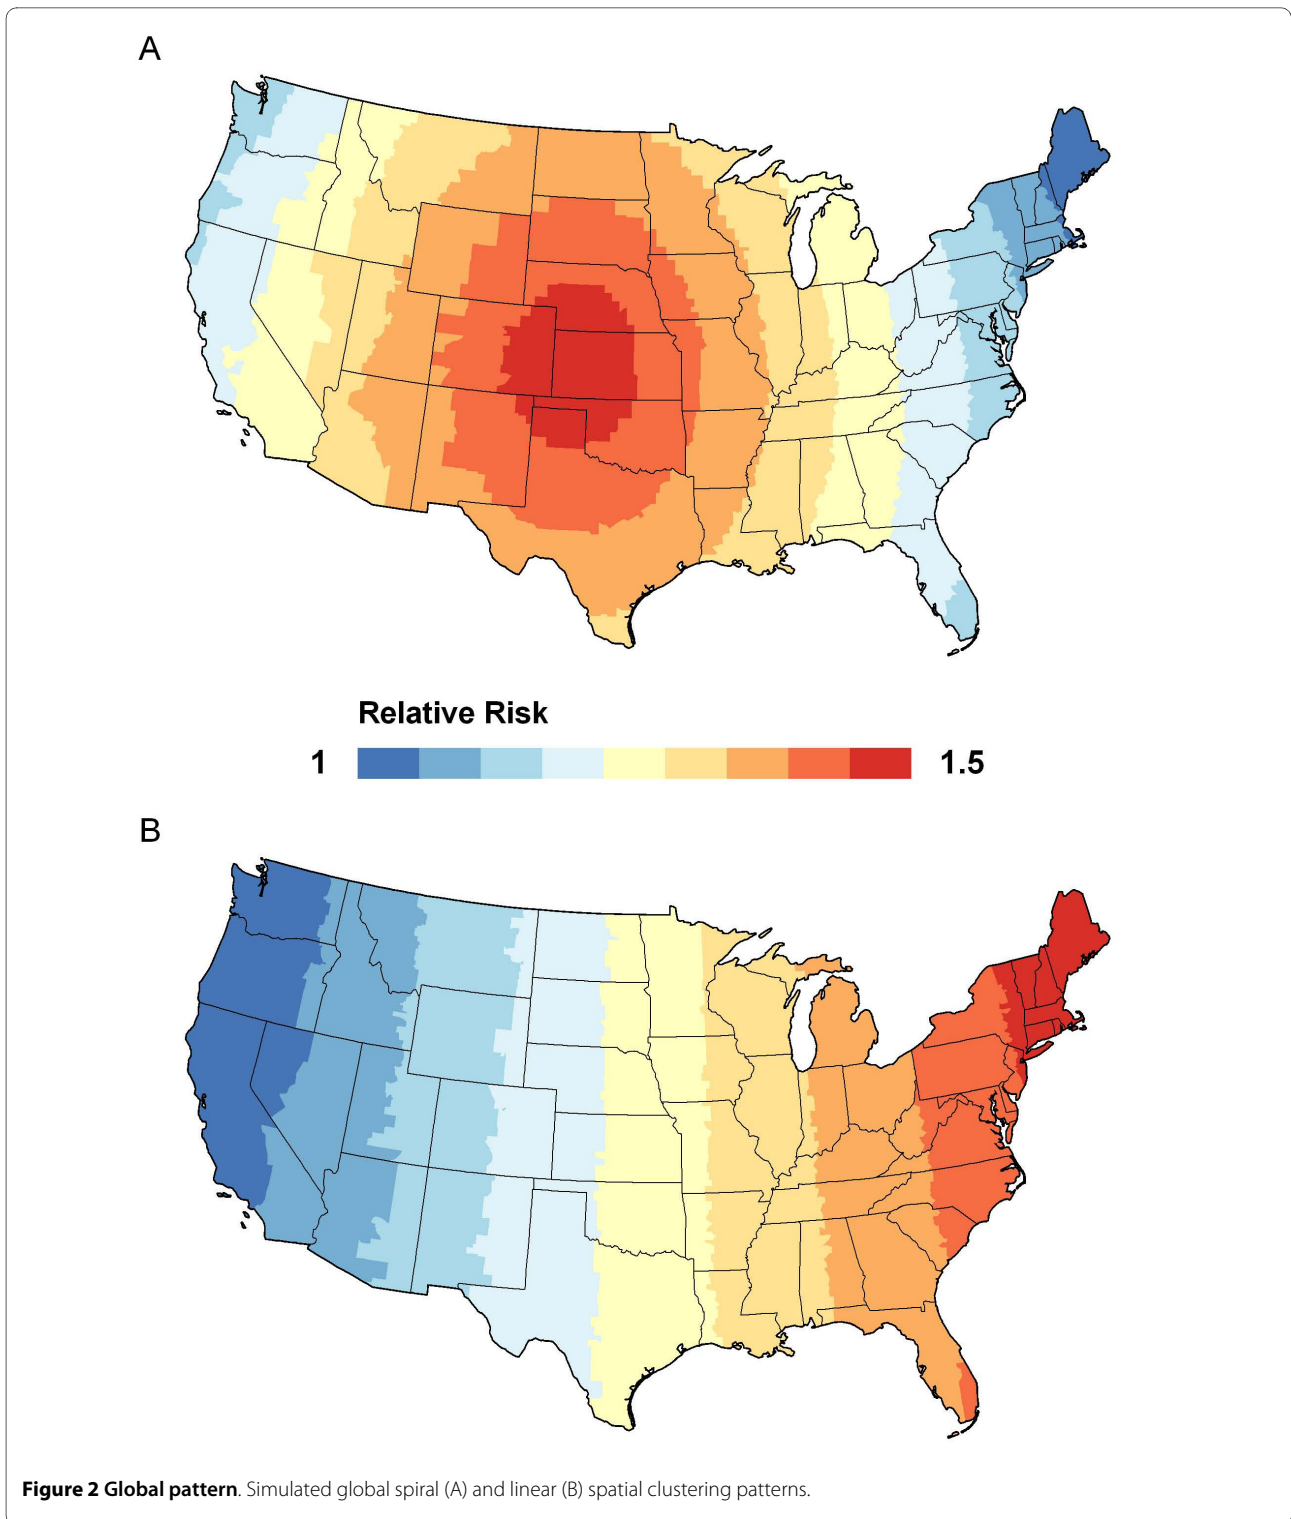 A
Relative Risk
1 1.5
B
Figure 2 Global pattern. Simulated global spiral (A) and linear (B) spatial clustering patterns.